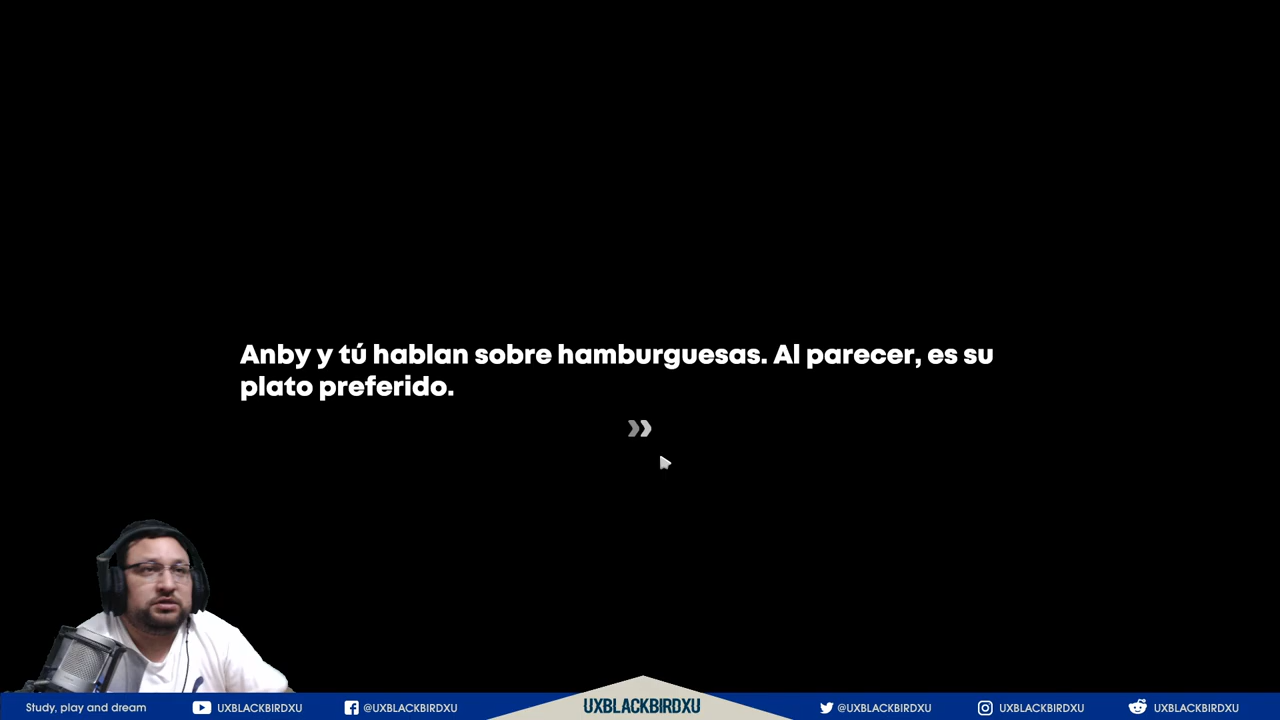 Anby y tú hablan sobre hamburguesas. Al parecer, es su
plato preferido.
Study, play and dream
UXBLACKBIRDXU
@UXBLACKBIRDXU
UXBLACKBIRDXU
@UXBLACKBIRDXU
UXBLACKBIRDXU
UXBLACKBIRDXU